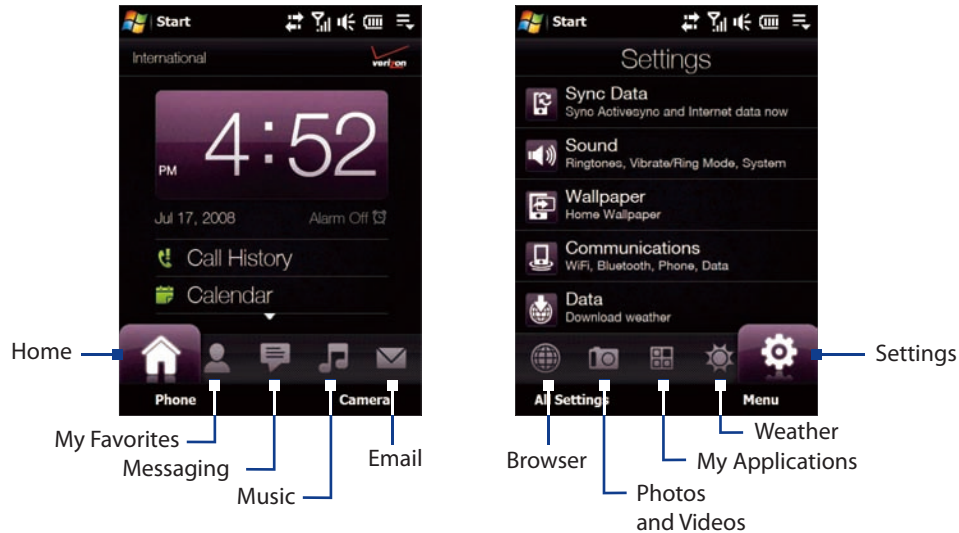 Start
International
verizon
4:52
PM
Jul 17, 2008 Alarm Off
Call History
Calendar
Phone Camera
Home
My Favorites
Messaging
Music
Email
Start
Settings
Sync Data
Sync Activesync and Internet data now
Sound
Ringtones, Vibrate/Ring Mode, System
Wallpaper
Home Wallpaper
Communications
WiFi, Bluetooth, Phone, Data
Data
Download weather
All Settings Menu
Settings
Browser
Photos
and Videos
My Applications
Weather